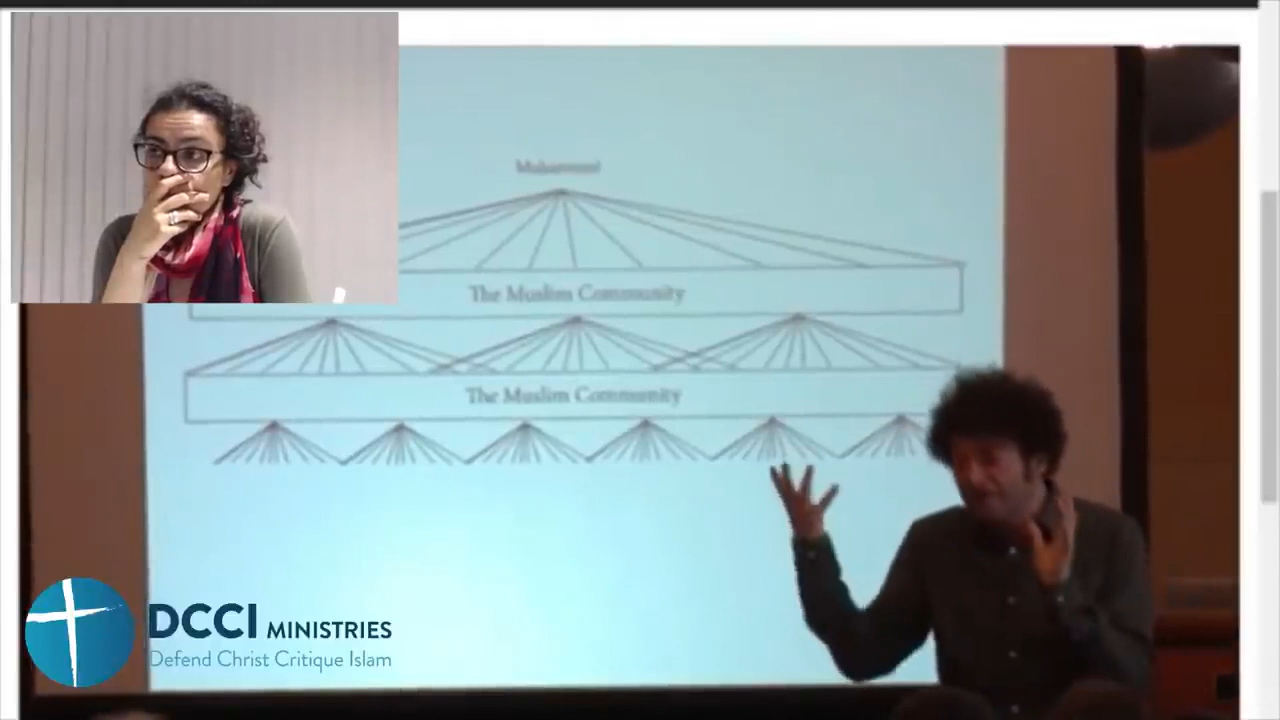 Muhammad
The Muslim Community
The Muslim Community
DCCI MINISTRIES
Defend Christ Critique Islam